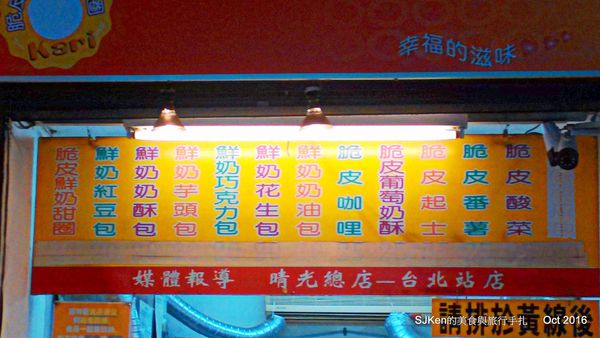 脆皮
Kari
圈
幸福的滋味
脆皮鮮奶甜圈
鮮奶紅豆包
鮮奶奶酥包
鮮奶芋頭包
鮮奶巧克力包
鮮奶花生包
鮮奶奶油包
脆皮咖哩
脆皮葡萄奶酥
脆皮起士
脆皮番薯
脆皮酸菜
媒體報導 晴光總店—台北站店
請排於黃線後
SJKen的美食與旅行手扎 Oct 2016